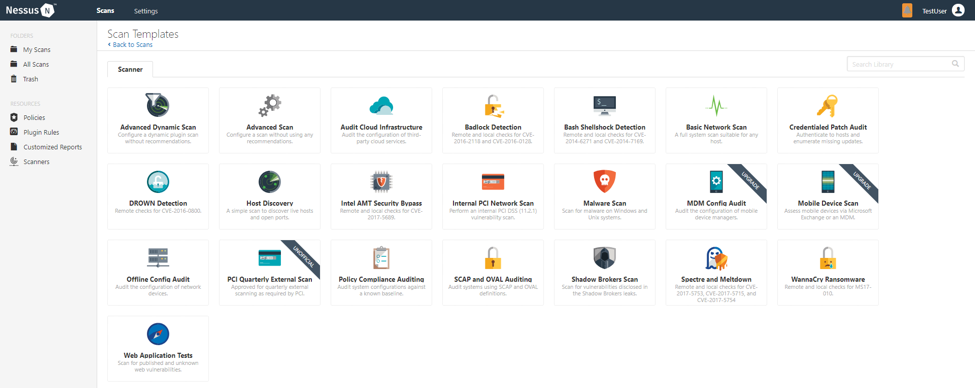 Nessus N
Scans
Settings
TestUser
FOLDERS
My Scans
All Scans
Trash
RESOURCES
Policies
Plugin Rules
Customized Reports
Scanners
Scan Templates
Back to Scans
Scanner
Search Library
Advanced Dynamic Scan
Configure a dynamic plugin scan
without recommendations.
Advanced Scan
Configure a scan without using any
recommendations.
Audit Cloud Infrastructure
Audit the configuration of third-
party cloud services.
Badlock Detection
Remote and local checks for CVE-
2016-2118 and CVE-2016-0128.
Bash Shellshock Detection
Remote and local checks for CVE-
2014-6271 and CVE-2014-7169.
Basic Network Scan
A full system scan suitable for any
host.
Credentialed Patch Audit
Authenticate to hosts and
enumerate missing updates.
DROWN Detection
Remote checks for CVE-2016-0800.
Host Discovery
A simple scan to discover live hosts
and open ports.
Intel AMT Security Bypass
Remote and local checks for CVE-
2017-5689.
Internal PCI Network Scan
Perform an internal PCI DSS (11.2.1)
vulnerability scan.
Malware Scan
Scan for malware on Windows and
Unix systems.
UPGRADE
MDM Config Audit
Audit the configuration of mobile
device managers.
UPGRADE
Mobile Device Scan
Assess mobile devices via Microsoft
Exchange or an MDM.
Offline Config Audit
Audit the configuration of network
devices.
UNOFFICIAL
PCI Quarterly External Scan
Approved for quarterly external
scanning as required by PCI.
Policy Compliance Auditing
Audit system configurations against
a known baseline.
SCAP and OVAL Auditing
Audit systems using SCAP and OVAL
definitions.
Shadow Brokers Scan
Scan for vulnerabilities disclosed in
the Shadow Brokers leaks.
Spectre and Meltdown
Remote and local checks for CVE-
2017-5753, CVE-2017-5715, and
CVE-2017-5754
WannaCry Ransomware
Remote and local checks for MS17-
010.
Web Application Tests
Scan for published and unknown
web vulnerabilities.